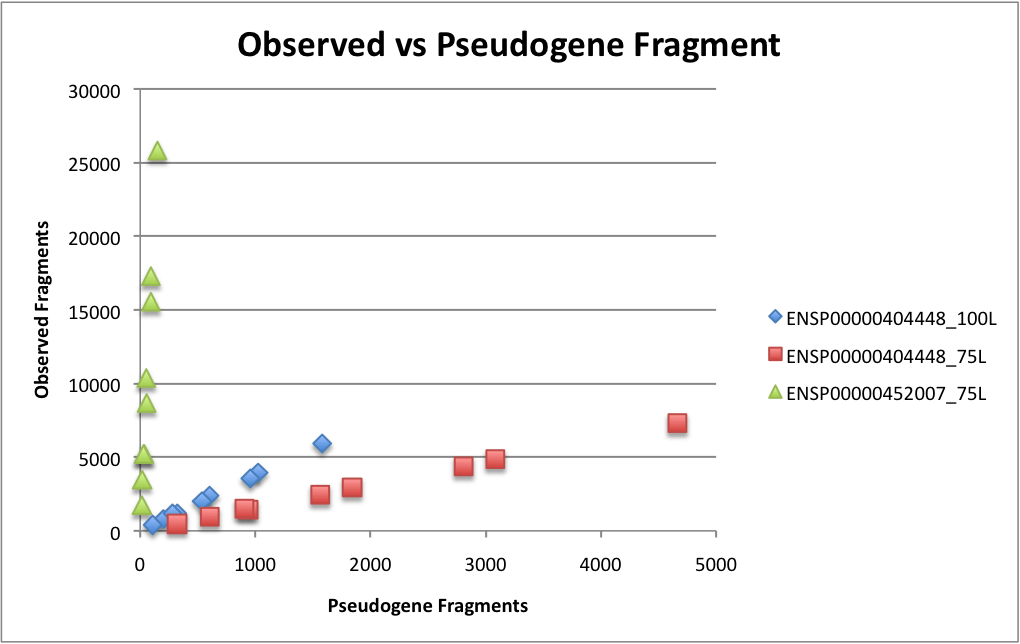 Observed vs Pseudogene Fragment
30000
25000
20000
15000
10000
5000
0
Observed Fragments
0 1000 2000 3000 4000 5000
Pseudogene Fragments
ENSP00000404448_100L
ENSP00000404448_75L
ENSP00000452007_75L